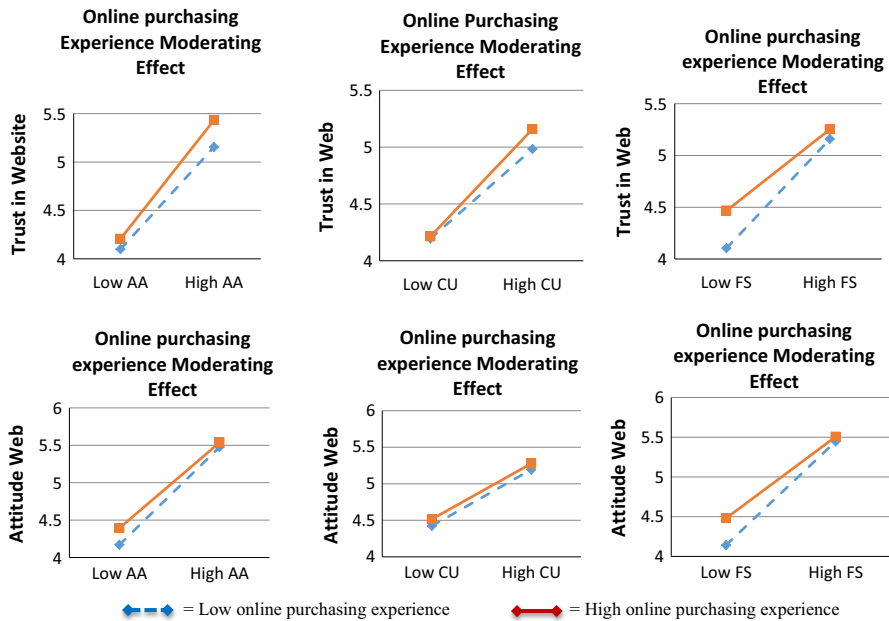 Online purchasing
Experience Moderating
Effect
Trust in Website
5.5
5
4.5
4
Low AA
High AA
Online Purchasing
Experience Moderating
Effect
Trust in Web
5.5
5
4.5
4
Low CU
High CU
Online purchasing
experience Moderating
Effect
Trust in Web
5.5
5
4.5
4
Low FS
High FS
Online purchasing
experience Moderating
Effect
Attitude Web
6
5.5
5
4.5
4
Low AA
High AA
Online purchasing
experience Moderating
Effect
Attitude Web
6
5.5
5
4.5
4
Low CU
High CU
Online purchasing
experience Moderating
Effect
Attitude Web
6
5.5
5
4.5
4
Low FS
High FS
= Low online purchasing experience
= High online purchasing experience